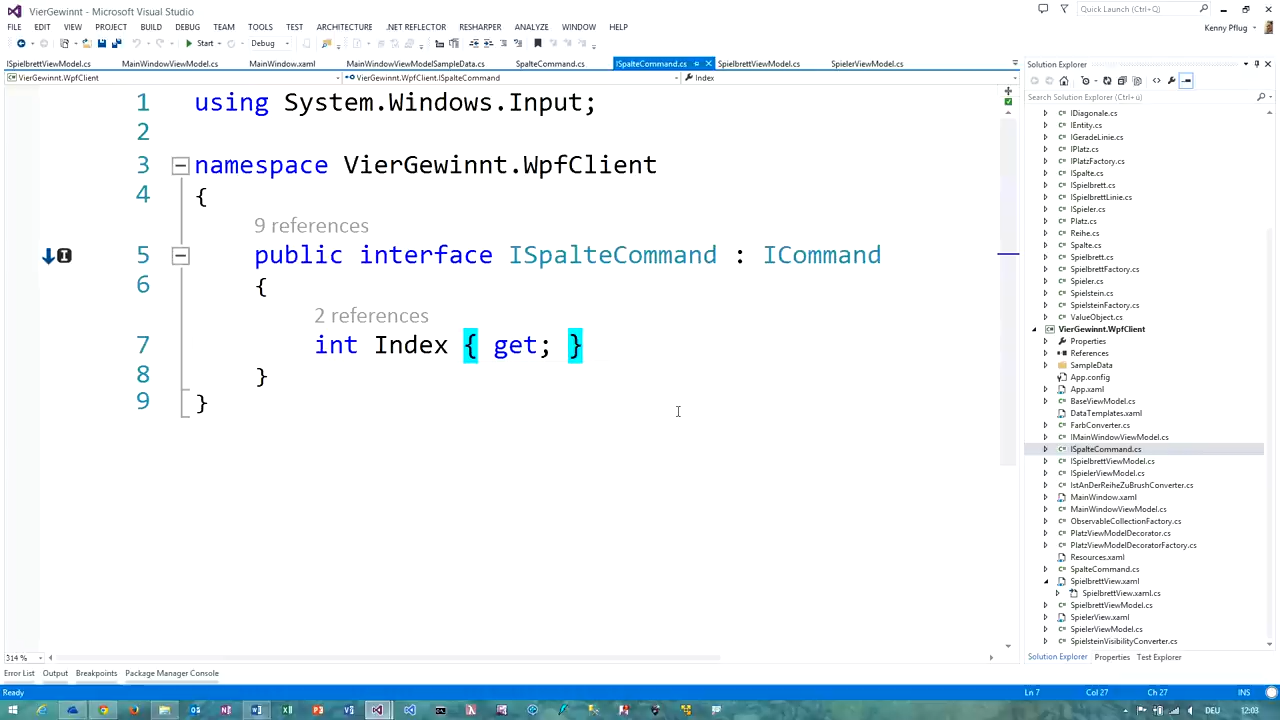 VierGewinnt - Microsoft Visual Studio
Quick Launch (Ctrl+Ü)
FILE EDIT VIEW PROJECT BUILD DEBUG TEAM TOOLS TEST ARCHITECTURE .NET REFLECTOR RESHARPER ANALYZE WINDOW HELP
Kenny Pflug
Start
Debug
ISpielbrettViewModel.cs MainWindowViewModel.cs MainWindow.xaml MainWindowViewModelSampleData.cs SpalteCommand.cs ISpalteCommand.cs SpielbrettViewModel.cs SpielerViewModel.cs
VierGewinnt.WpfClient VierGewinnt.WpfClient.ISpalteCommand Index
1 using System.Windows.Input;
2
3 namespace VierGewinnt.WpfClient
4 {
9 references
5 public interface ISpalteCommand : ICommand
6 {
2 references
7 int Index { get; }
8 }
9 }
314 %
Solution Explorer
Search Solution Explorer (Ctrl+ü)
IDiagonale.cs
IEntity.cs
IGeradeLinie.cs
IPlatz.cs
IPlatzFactory.cs
ISpalte.cs
ISpielbrett.cs
ISpielbrettLinie.cs
ISpieler.cs
Platz.cs
Reihe.cs
Spalte.cs
Spielbrett.cs
SpielbrettFactory.cs
Spieler.cs
Spielstein.cs
SpielsteinFactory.cs
ValueObject.cs
VierGewinnt.WpfClient
Properties
References
SampleData
App.config
App.xaml
BaseViewModel.cs
DataTemplates.xaml
FarbConverter.cs
IMainWindowViewModel.cs
ISpalteCommand.cs
ISpielbrettViewModel.cs
ISpielerViewModel.cs
IstAnDerReiheZuBrushConverter.cs
MainWindow.xaml
MainWindowViewModel.cs
ObservableCollectionFactory.cs
PlatzViewModelDecorator.cs
PlatzViewModelDecoratorFactory.cs
Resources.xaml
SpalteCommand.cs
SpielbrettView.xaml
SpielbrettView.xaml.cs
SpielbrettViewModel.cs
SpielerView.xaml
SpielerViewModel.cs
SpielsteinVisibilityConverter.cs
Solution Explorer Properties Test Explorer
Error List Output Breakpoints Package Manager Console
Ready Ln 7 Col 27 Ch 27 INS
DEU 12:03